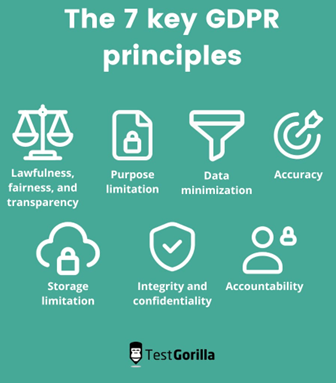 The 7 key GDPR
principles
Lawfulness,
fairness, and
transparency
Purpose
limitation
Data
minimization
Accuracy
Storage
limitation
Integrity and
confidentiality
Accountability
TestGorilla